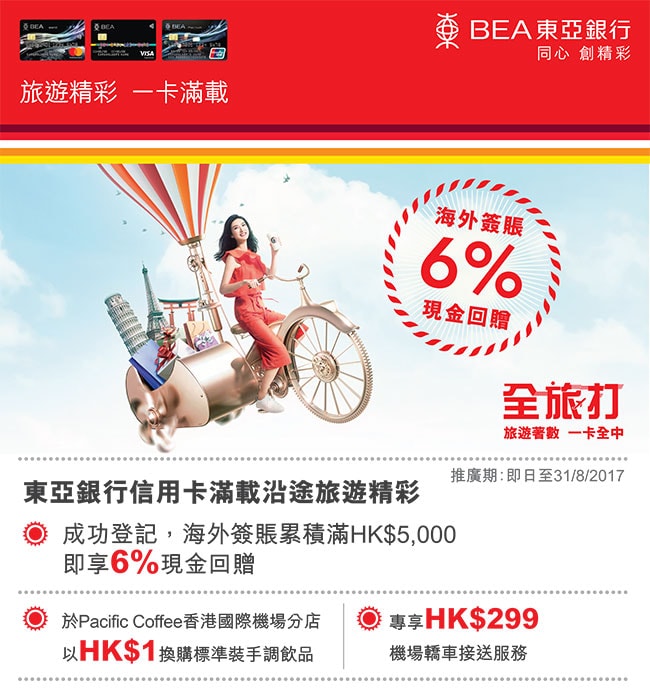 BEA 東亞銀行
同心 創精彩
旅遊精彩 一卡滿載
海外簽賬
6%
現金回贈
全旅打
旅遊著數 一卡全中
推廣期:即日至31/8/2017
東亞銀行信用卡滿載沿途旅遊精彩
成功登記，海外簽賬累積滿HK$5,000
即享6%現金回贈
於Pacific Coffee香港國際機場分店
以HK$1換購標準裝手調飲品
專享HK$299
機場轎車接送服務